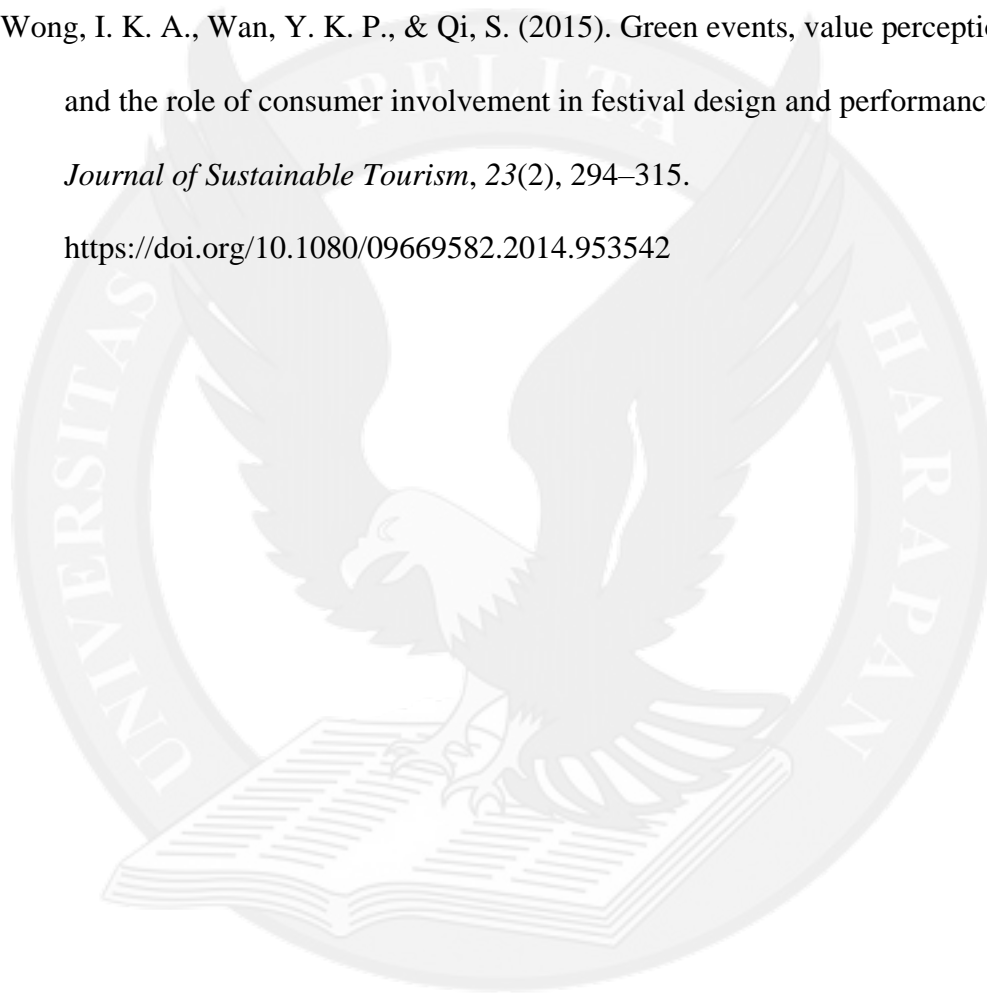 Wong, I. K. A., Wan, Y. K. P., & Qi, S. (2015). Green events, value perceptio
and the role of consumer involvement in festival design and performanc
Journal of Sustainable Tourism, 23(2), 294–315.
https://doi.org/10.1080/09669582.2014.953542
UNIVERSITAS PELITA HARAPAN